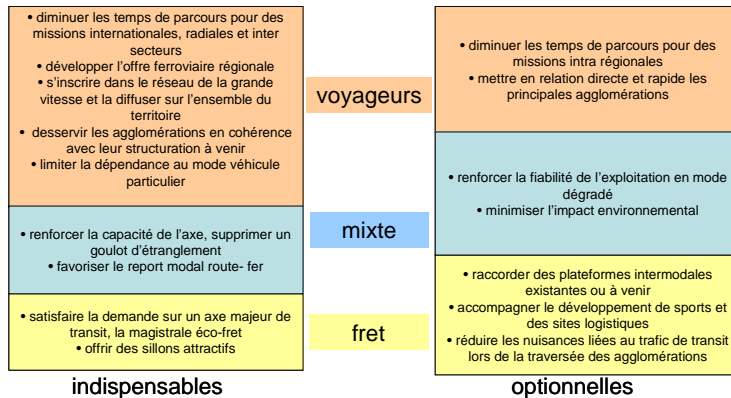 • diminuer les temps de parcours pour des
missions internationales, radiales et inter
secteurs
• développer l'offre ferroviaire régionale
• s'inscrire dans le réseau de la grande
vitesse et la diffuser sur l'ensemble du
territoire
• desservir les agglomérations en cohérence
avec leur structuration à venir
• limiter la dépendance au mode véhicule
particulier
• renforcer la capacité de l'axe, supprimer un
goulot d'étranglement
• favoriser le report modal route- fer
• satisfaire la demande sur un axe majeur de
transit, la magistrale éco-fret
• offrir des sillons attractifs
indispensables
voyageurs
mixte
fret
• diminuer les temps de parcours pour des
missions intra régionales
• mettre en relation directe et rapide les
principales agglomérations
• renforcer la fiabilité de l'exploitation en mode
dégradé
• minimiser l'impact environnemental
• raccorder des plateformes intermodales
existantes ou à venir
• accompagner le développement de sports et
des sites logistiques
• réduire les nuisances liées au trafic de transit
lors de la traversée des agglomérations
optionnelles